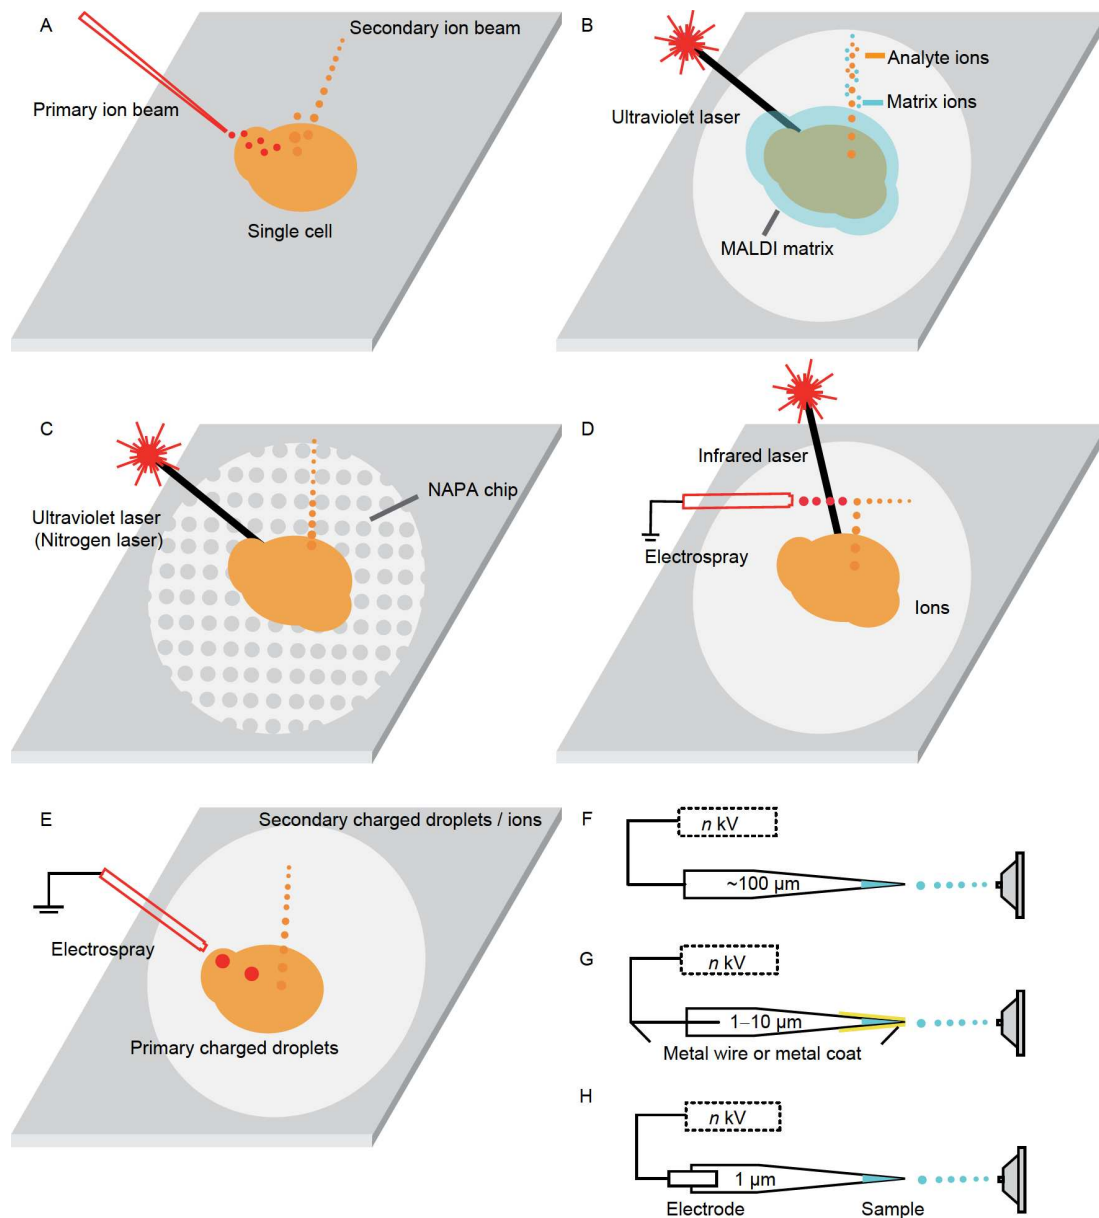 A
Secondary ion beam
Primary ion beam
Single cell
B
Analyte ions
Matrix ions
Ultraviolet laser
MALDI matrix
C
NAPA chip
Ultraviolet laser
(Nitrogen laser)
D
Infrared laser
Electrospray
Ions
E
Secondary charged droplets / ions
Electrospray
Primary charged droplets
F
n kV
~100 µm
G
n kV
1–10 µm
Metal wire or metal coat
H
n kV
1 µm
Electrode
Sample